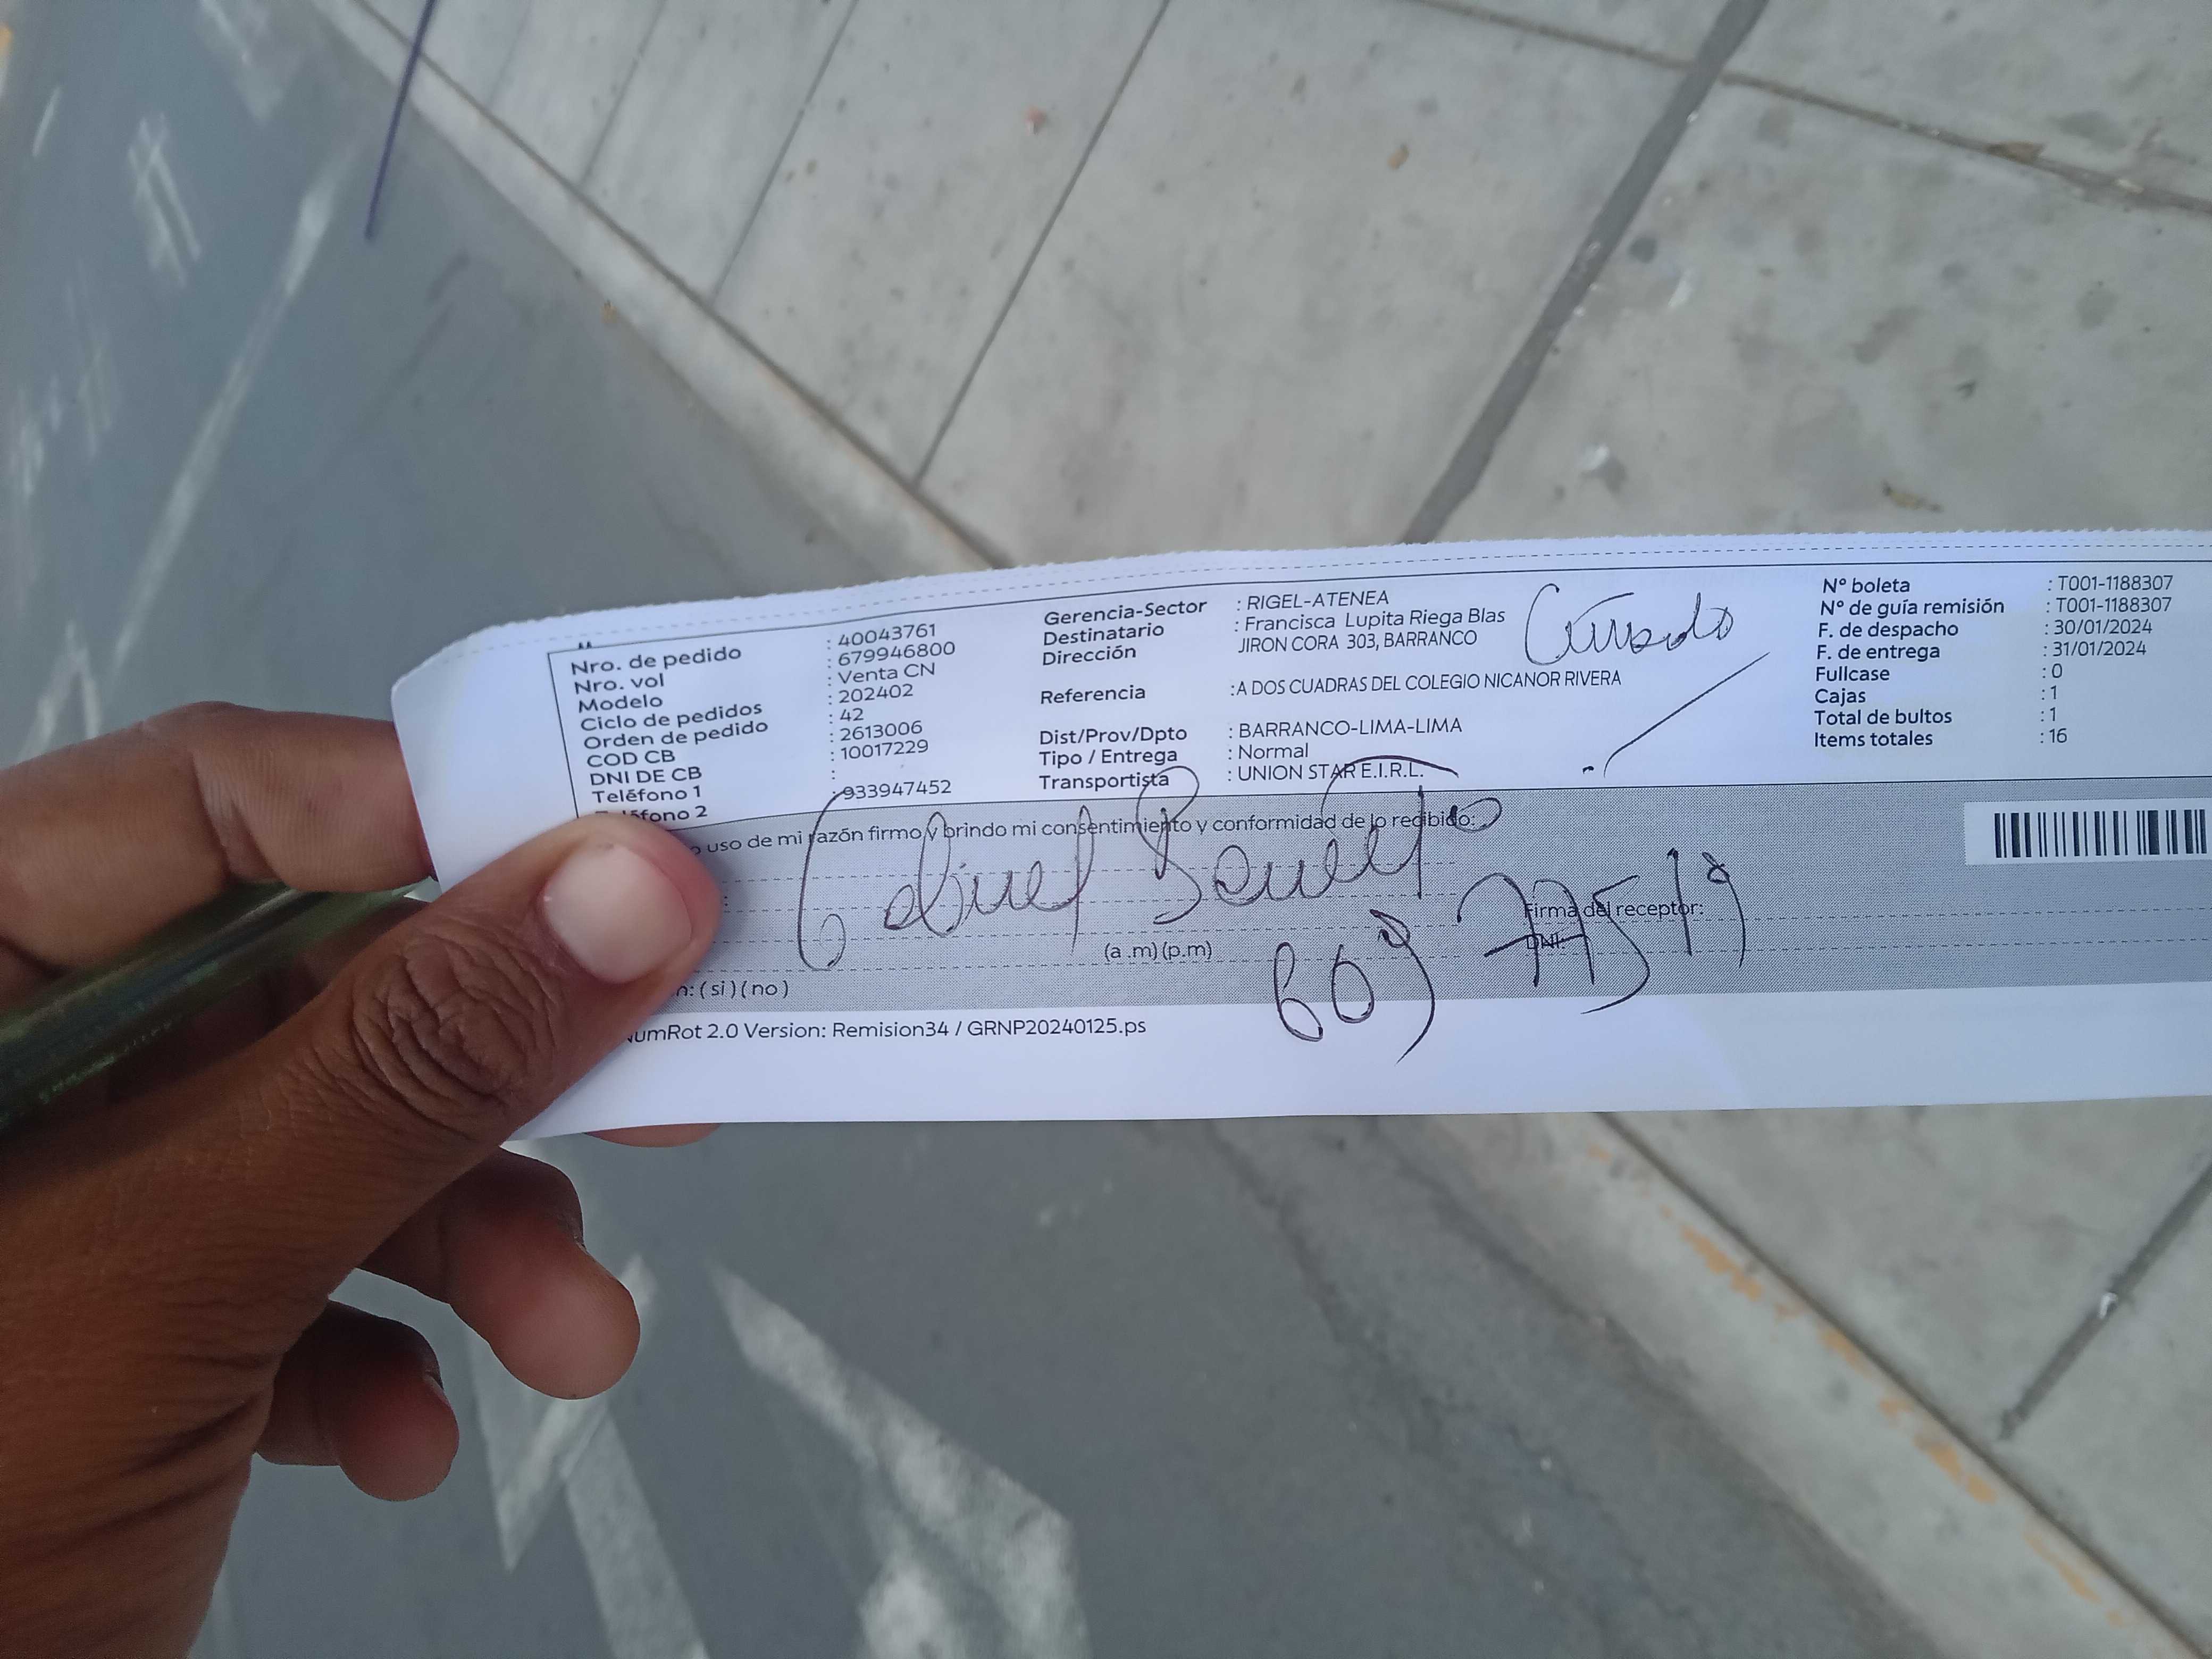 Nro. de pedido : 40043761
Nro. vol : 679946800
Modelo : Venta CN
Ciclo de pedidos : 202402
Orden de pedido : 42
COD CB : 2613006
DNI DE CB : 10017229
Teléfono 1 :
fono 2 : 933947452
Gerencia-Sector : RIGEL-ATENEA
Destinatario : Francisca Lupita Riega Blas
Dirección JIRON CORA 303, BARRANCO
Referencia :A DOS CUADRAS DEL COLEGIO NICANOR RIVERA
Dist/Prov/Dpto : BARRANCO-LIMA-LIMA
Tipo / Entrega : Normal
Transportista : UNION STAR E.I.R.L.
N° boleta : T001-1188307
N° de guía remisión : T001-1188307
F. de despacho : 30/01/2024
F. de entrega : 31/01/2024
Fullcase : 0
Cajas : 1
Total de bultos : 1
Items totales : 16
o uso de mi razón firmo y brindo mi consentimiento y conformidad de lo recibido:
Firma del receptor:
DNI:
(a .m) (p.m)
n: ( si ) ( no )
umRot 2.0 Version: Remision34 / GRNP20240125.ps